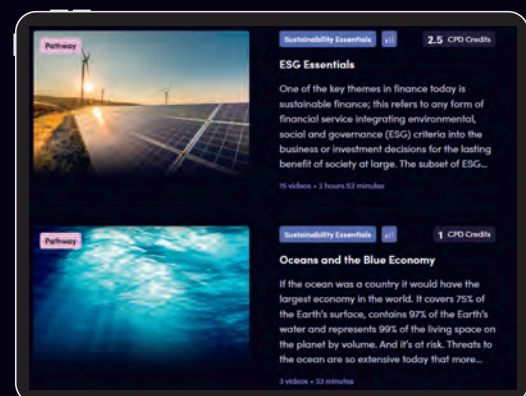 Pathway
Sustainability Essentials
2.5 CPD Credits
ESG Essentials
One of the key themes in finance today is
sustainable finance; this refers to any form of
financial service integrating environmental,
social and governance (ESG) criteria into the
business or investment decisions for the lasting
benefit of society at large. The subset of ESG...
15 videos • 2 hours 53 minutes
Pathway
Sustainability Essentials
1 CPD Credits
Oceans and the Blue Economy
If the ocean was a country it would have the
largest economy in the world. It covers 75% of
the Earth's surface, contains 97% of the Earth's
water and represents 99% of the living space on
the planet by volume. And it's at risk. Threats to
the ocean are so extensive today that more...
3 videos • 33 minutes